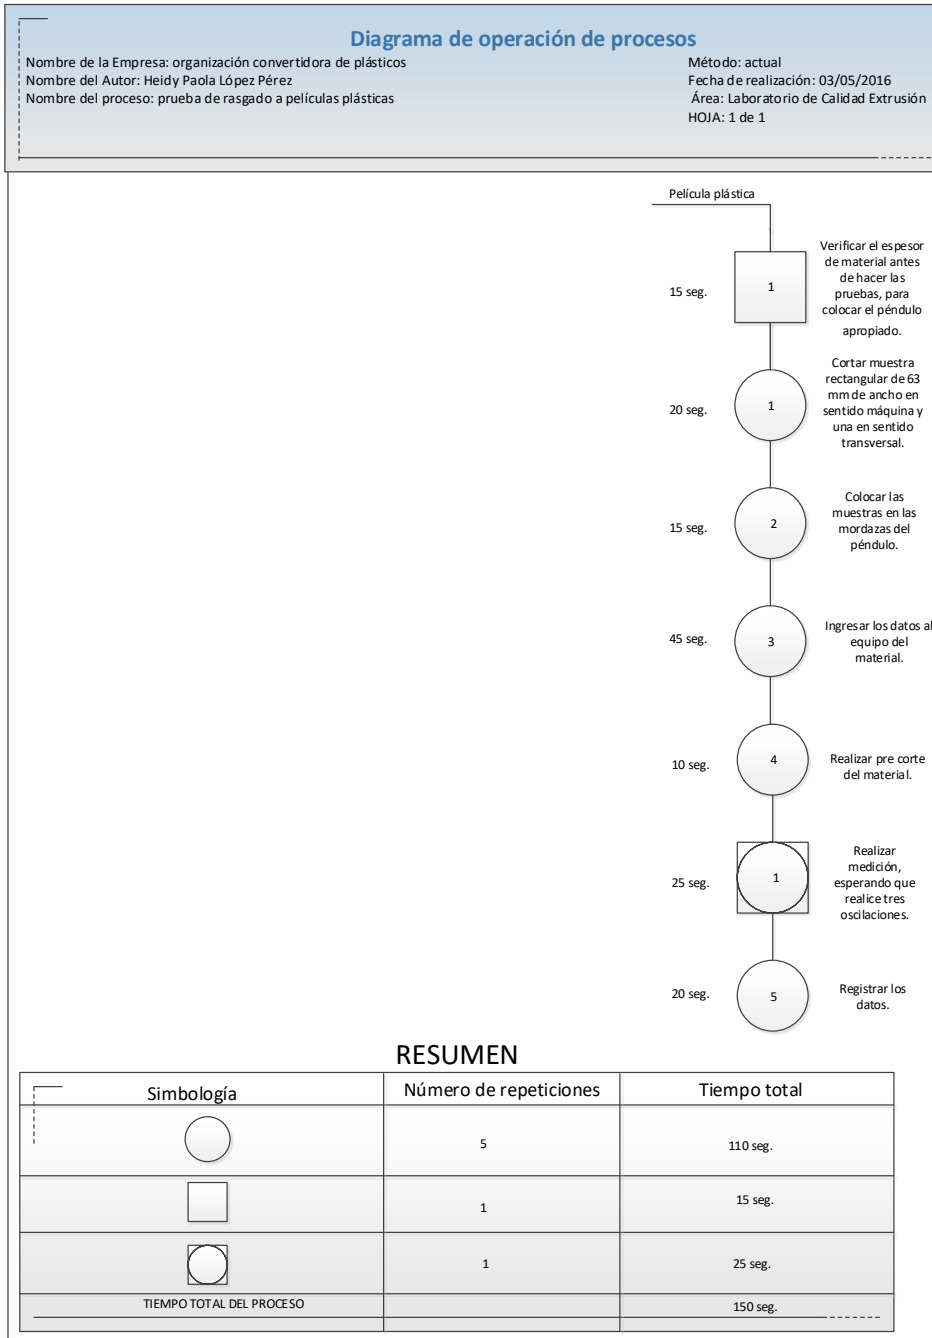 Diagrama de operación de procesos
Nombre de la Empresa: organización convertidora de plásticos
Nombre del Autor: Heidy Paola López Pérez
Nombre del proceso: prueba de rasgado a películas plásticas
Método: actual
Fecha de realización: 03/05/2016
Área: Laboratorio de Calidad Extrusión
HOJA: 1 de 1
Película plástica
15 seg.
1
Verificar el espesor
de material antes
de hacer las
pruebas, para
colocar el péndulo
apropiado.
20 seg.
1
Cortar muestra
rectangular de 63
mm de ancho en
sentido máquina y
una en sentido
transversal.
15 seg.
2
Colocar las
muestras en las
mordazas del
péndulo.
45 seg.
3
Ingresar los datos al
equipo del
material.
10 seg.
4
Realizar pre corte
del material.
25 seg.
1
Realizar
medición,
esperando que
realice tres
oscilaciones.
20 seg.
5
Registrar los
datos.
RESUMEN
Simbología
Número de repeticiones
Tiempo total
5
110 seg.
1
15 seg.
1
25 seg.
TIEMPO TOTAL DEL PROCESO
150 seg.